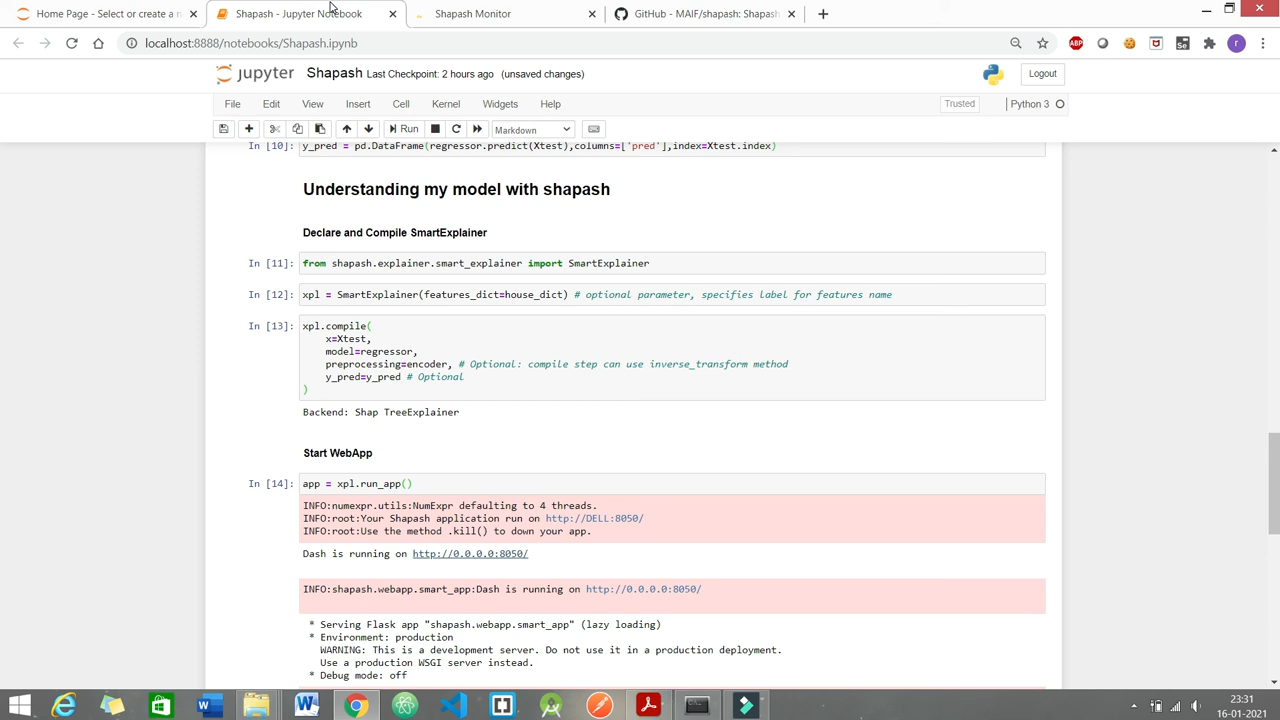 Home Page - Select or create a n
Shapash - Jupyter Notebook
Shapash Monitor
GitHub - MAIF/shapash: Shapash
localhost:8888/notebooks/Shapash.ipynb
ABP
Se
r
jupyter Shapash Last Checkpoint: 2 hours ago (unsaved changes)
Logout
File Edit View Insert Cell Kernel Widgets Help
Trusted
Python 3
Run
Markdown
In [10]: y_pred = pd.DataFrame(regressor.predict(Xtest),columns=['pred'],index=Xtest.index)
Understanding my model with shapash
Declare and Compile SmartExplainer
In [11]: from shapash.explainer.smart_explainer import SmartExplainer
In [12]: xpl = SmartExplainer(features_dict=house_dict) # optional parameter, specifies label for features name
In [13]: xpl.compile(
x=Xtest,
model=regressor,
preprocessing=encoder, # Optional: compile step can use inverse_transform method
y_pred=y_pred # Optional
)
Backend: Shap TreeExplainer
Start WebApp
In [14]: app = xpl.run_app()
INFO:numexpr.utils:NumExpr defaulting to 4 threads.
INFO:root:Your Shapash application run on http://DELL:8050/
INFO:root:Use the method .kill() to down your app.
Dash is running on http://0.0.0.0:8050/
INFO:shapash.webapp.smart_app:Dash is running on http://0.0.0.0:8050/
* Serving Flask app "shapash.webapp.smart_app" (lazy loading)
* Environment: production
WARNING: This is a development server. Do not use it in a production deployment.
Use a production WSGI server instead.
* Debug mode: off
23:31
16-01-2021